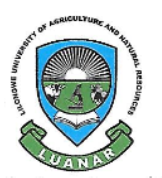 LILONGWE UNIVERSITY OF AGRICULTURE AND NATURAL RESOURCES
LUANAR